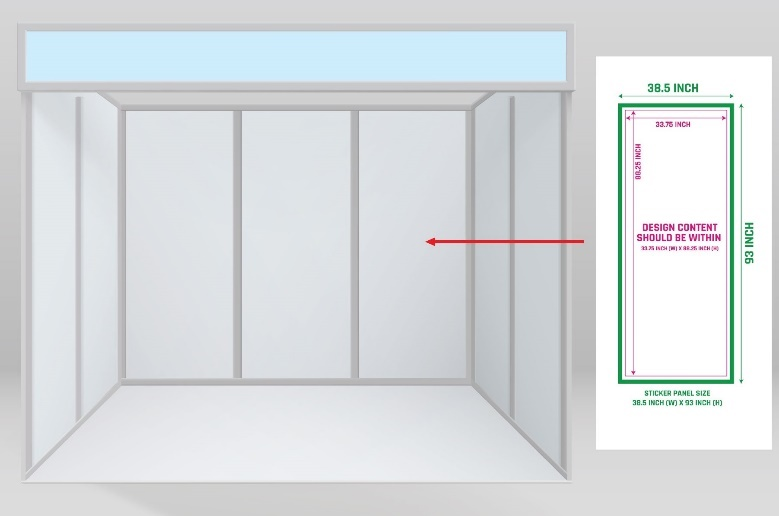 38.5 INCH
33.75 INCH
88.25 INCH
DESIGN CONTENT
SHOULD BE WITHIN
33.75 INCH (W) X 88.25 INCH (H)
93 INCH
STICKER PANEL SIZE
38.5 INCH (W) X 93 INCH (H)